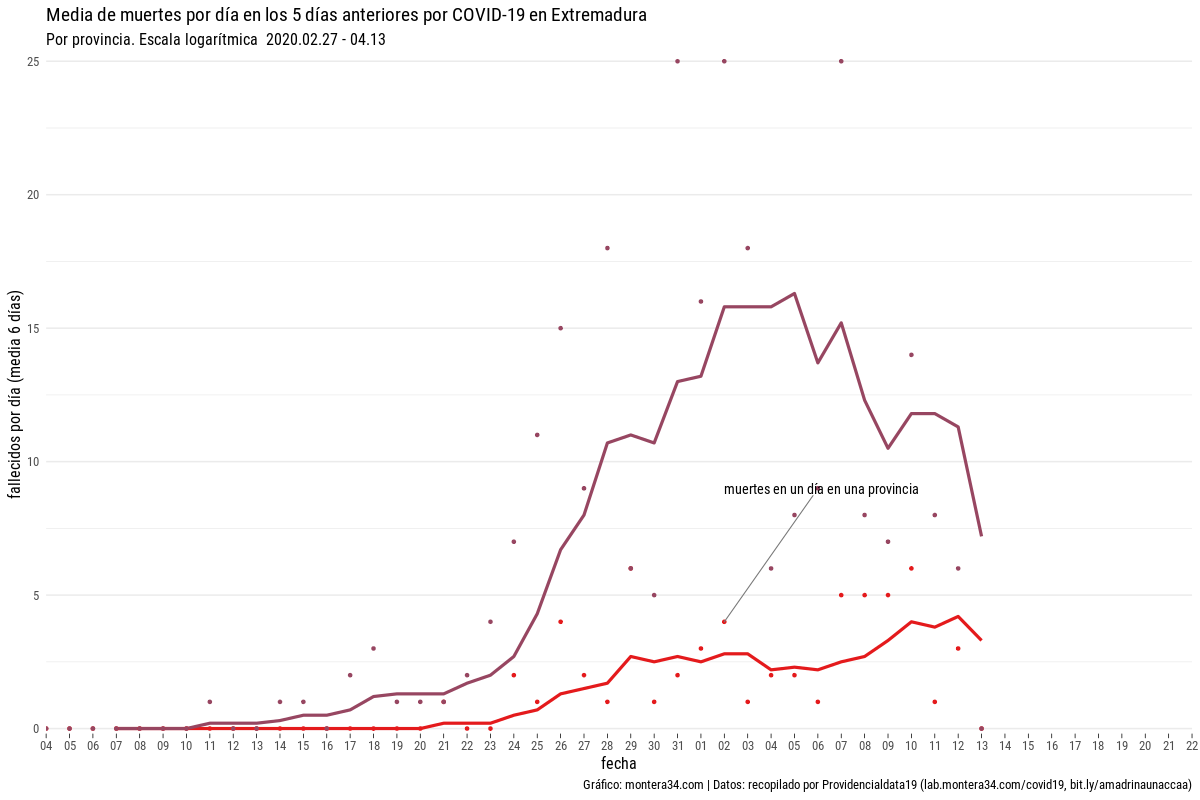 Media de muertes por día en los 5 días anteriores por COVID-19 en Extremadura
Por provincia. Escala logarítmica 2020.02.27 - 04.13
25
20
15
10
5
0
fallecidos por día (media 6 días)
muertes en un día en una provincia
04 05 06 07 08 09 10 11 12 13 14 15 16 17 18 19 20 21 22 23 24 25 26 27 28 29 30 31 01 02 03 04 05 06 07 08 09 10 11 12 13 14 15 16 17 18 19 20 21 22
fecha
Gráfico: montera34.com | Datos: recopilado por Providencialdata19 (lab.montera34.com/covid19, bit.ly/amadrinaunaccaa)